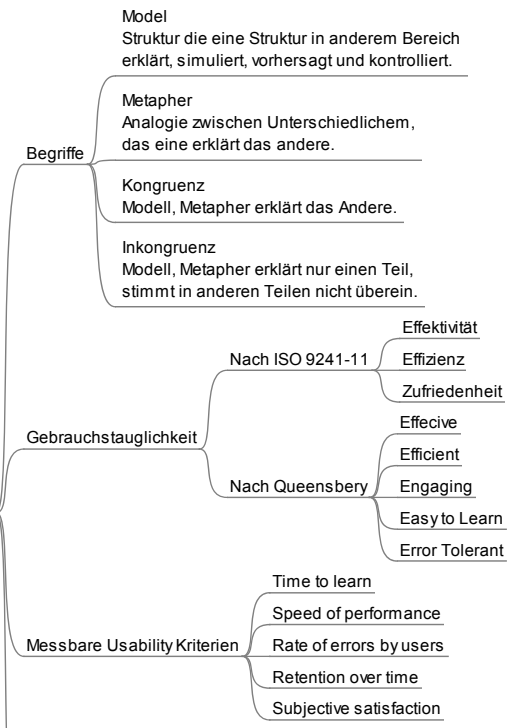 Model
Struktur die eine Struktur in anderem Bereich
erklärt, simuliert, vorhersagt und kontrolliert.
Metapher
Analogie zwischen Unterschiedlichem,
das eine erklärt das andere.
Begriffe
Kongruenz
Modell, Metapher erklärt das Andere.
Inkongruenz
Modell, Metapher erklärt nur einen Teil,
stimmt in anderen Teilen nicht überein.
Effektivität
Nach ISO 9241-11
Effizienz
Zufriedenheit
Gebrauchstauglichkeit
Effecive
Efficient
Nach Queensbery
Engaging
Easy to Learn
Error Tolerant
Time to learn
Speed of performance
Messbare Usability Kriterien
Rate of errors by users
Retention over time
Subjective satisfaction